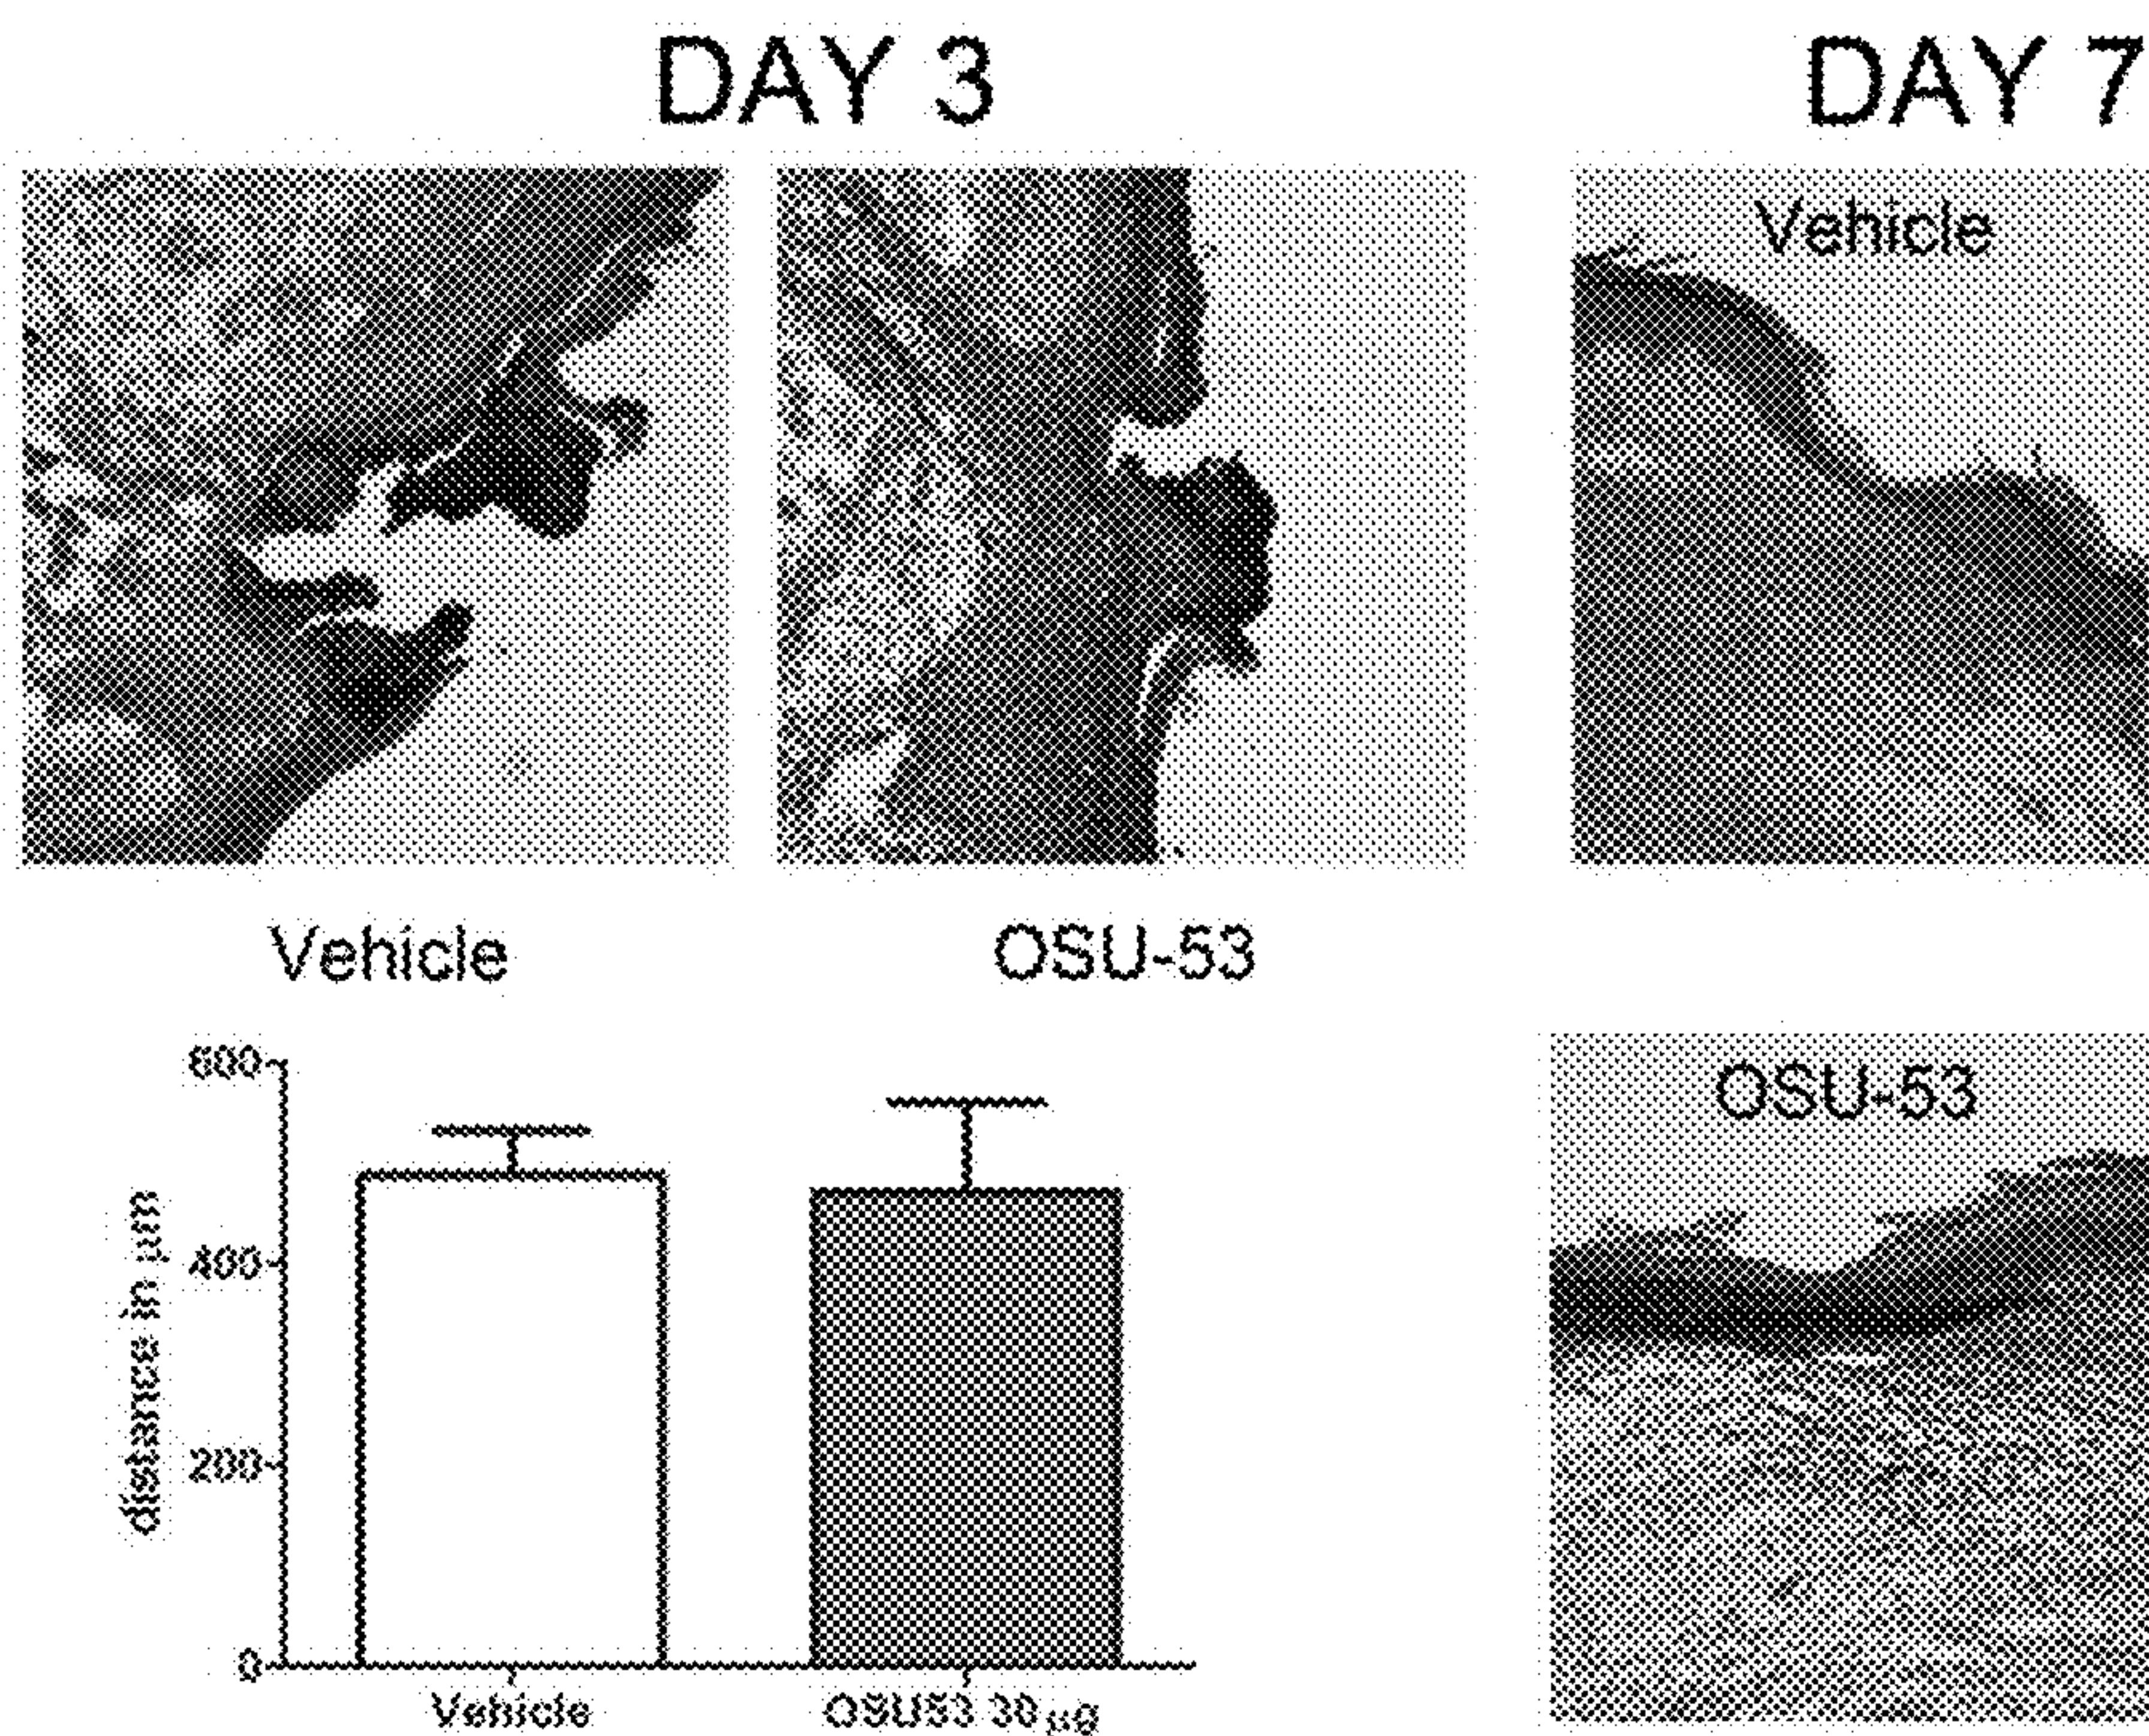 DAY 3
DAY 7
Vehicle
Vehicle
OSU-53
OSU-53
600
400
200
0
distance in µm
Vehicle
OSU53 30 µg